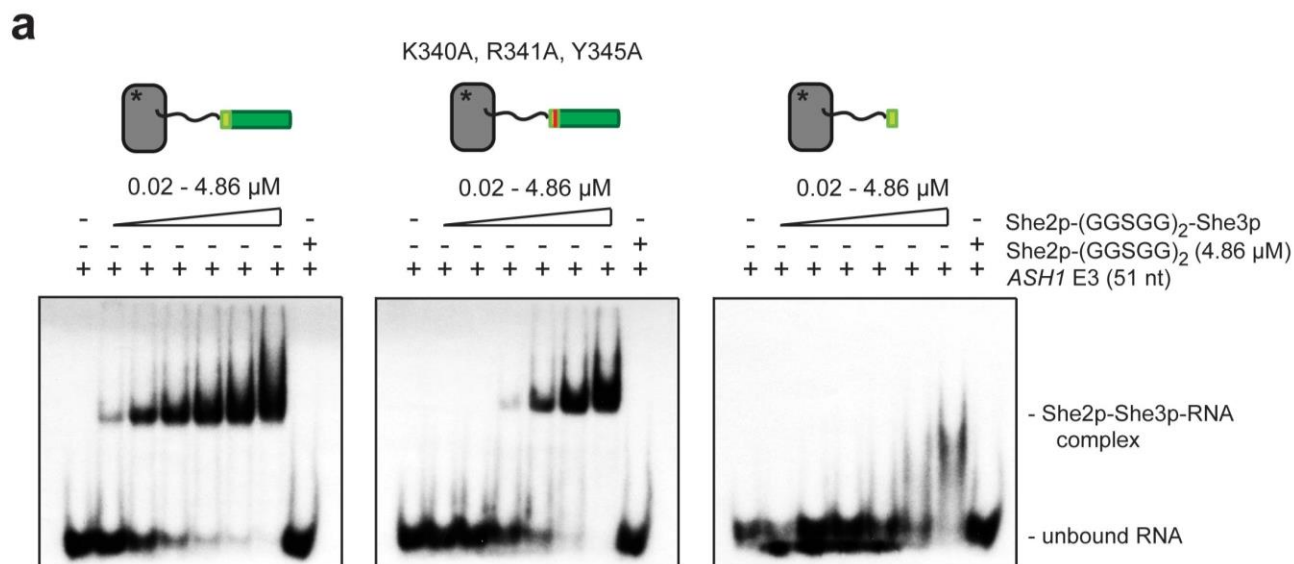 a
K340A, R341A, Y345A
*
*
*
0.02 - 4.86 µM
0.02 - 4.86 µM
0.02 - 4.86 µM
- - - - - She2p-(GGSGG)2-She3p
- - - - - - - + - - - - - - - + - - - - - - - + She2p-(GGSGG)2 (4.86 µM)
+ + + + + + + + + + + + + + + + + + + + + + + + ASH1 E3 (51 nt)
- She2p-She3p-RNA
complex
- unbound RNA